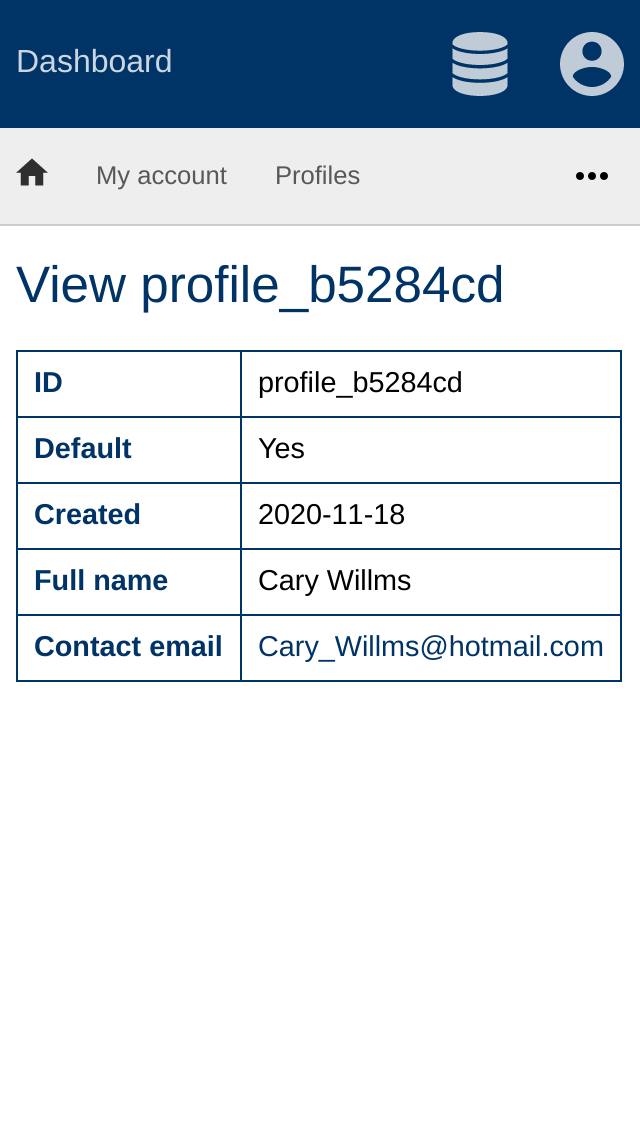 Dashboard
My account Profiles
View profile_b5284cd
ID profile_b5284cd
Default Yes
Created 2020-11-18
Full name Cary Willms
Contact email Cary_Willms@hotmail.com